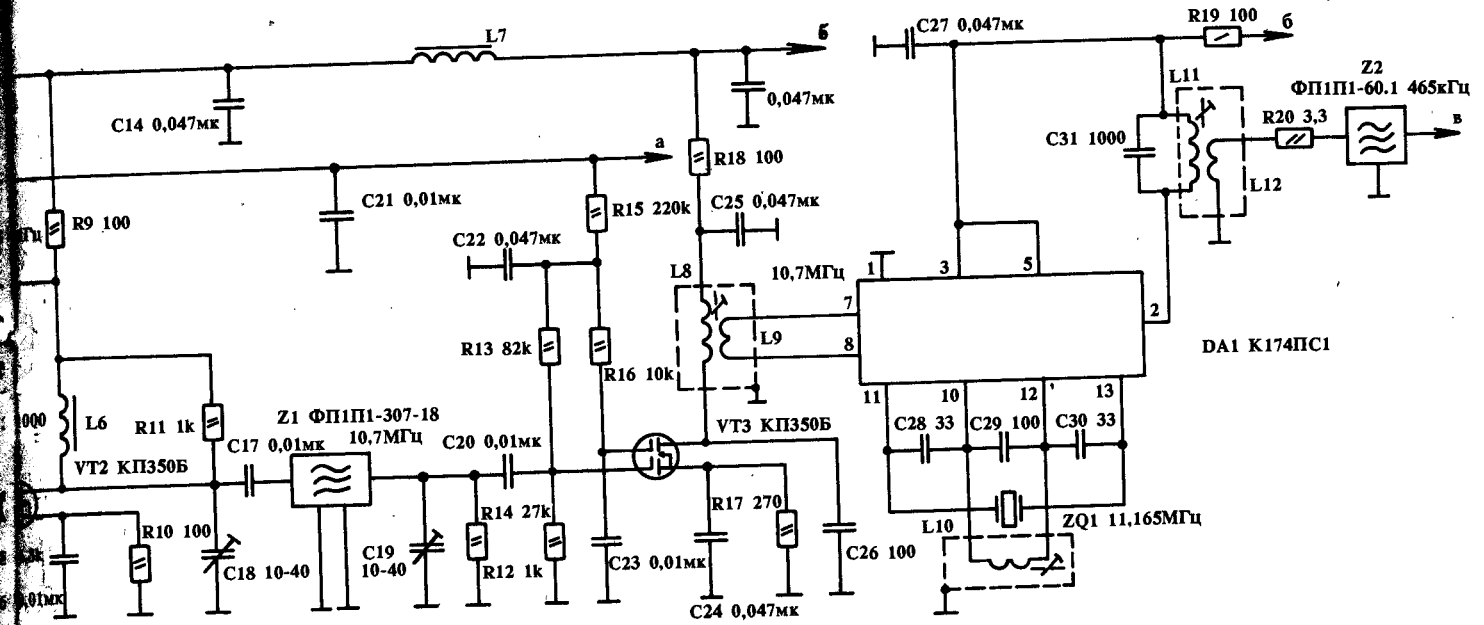 L7
б
C27 0,047мк
R19 100
б
C14 0,047мк
0,047мк
L11
Z2
ФП1П1-60.1 465кГц
а
R18 100
C31 1000
R20 3,3
в
L12
R9 100
C21 0,01мк
R15 220k
C25 0,047мк
C22 0,047мк
L8
10,7МГц
1
3
5
7
2
R13 82k
L9
8
DA1 К174ПС1
R16 10k
11
10
12
13
L6
R11 1k
Z1 ФП1П1-307-18
10,7МГц
VT3 КП350Б
C28 33
C29 100
C30 33
C17 0,01мк
C20 0,01мк
VT2 КП350Б
R10 100
R14 27k
R17 270
L10
ZQ1 11,165МГц
C18 10-40
C19
10-40
R12 1k
C23 0,01мк
C26 100
C24 0,047мк